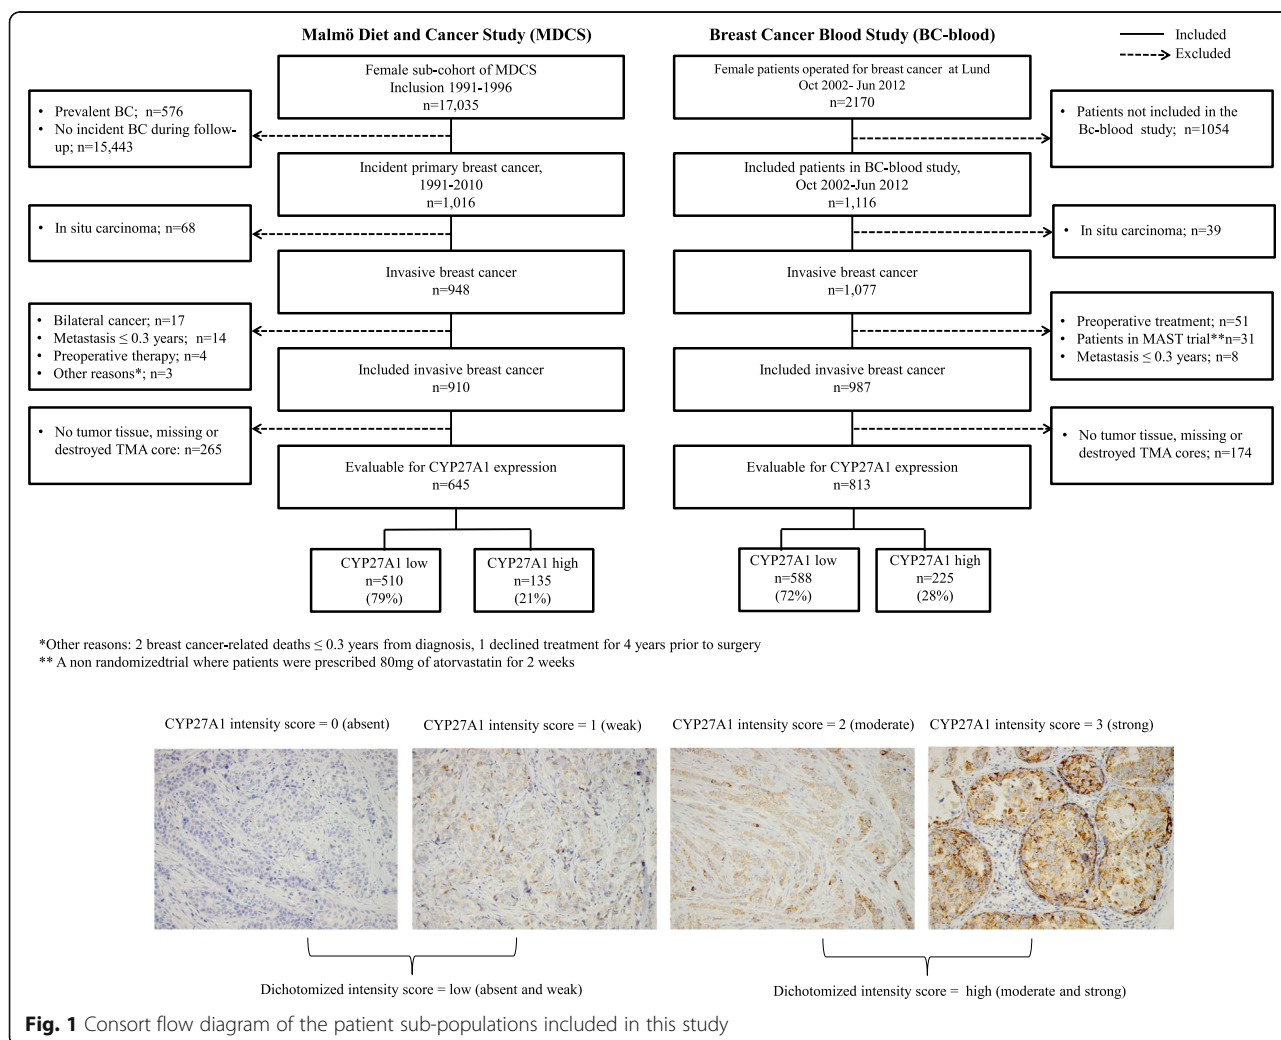 Malmö Diet and Cancer Study (MDCS)
Female sub-cohort of MDCS
Inclusion 1991-1996
n=17,035
• Prevalent BC; n=576
• No incident BC during follow-
up; n=15,443
Incident primary breast cancer,
1991-2010
n=1,016
• In situ carcinoma; n=68
Invasive breast cancer
n=948
• Bilateral cancer; n=17
• Metastasis ≤ 0.3 years; n=14
• Preoperative therapy; n=4
• Other reasons*; n=3
Included invasive breast cancer
n=910
• No tumor tissue, missing or
destroyed TMA core: n=265
Evaluable for CYP27A1 expression
n=645
CYP27A1 low
n=510
(79%)
CYP27A1 high
n=135
(21%)
Breast Cancer Blood Study (BC-blood)
Included
Excluded
Female patients operated for breast cancer at Lund
Oct 2002- Jun 2012
n=2170
• Patients not included in the
Bc-blood study; n=1054
Included patients in BC-blood study,
Oct 2002-Jun 2012
n=1,116
• In situ carcinoma; n=39
Invasive breast cancer
n=1,077
• Preoperative treatment; n=51
• Patients in MAST trial**n=31
• Metastasis ≤ 0.3 years; n=8
Included invasive breast cancer
n=987
• No tumor tissue, missing or
destroyed TMA cores; n=174
Evaluable for CYP27A1 expression
n=813
CYP27A1 low
n=588
(72%)
CYP27A1 high
n=225
(28%)
*Other reasons: 2 breast cancer-related deaths ≤ 0.3 years from diagnosis, 1 declined treatment for 4 years prior to surgery
** A non randomizedtrial where patients were prescribed 80mg of atorvastatin for 2 weeks
CYP27A1 intensity score = 0 (absent)
CYP27A1 intensity score = 1 (weak)
CYP27A1 intensity score = 2 (moderate)
CYP27A1 intensity score = 3 (strong)
Dichotomized intensity score = low (absent and weak)
Dichotomized intensity score = high (moderate and strong)
Fig. 1 Consort flow diagram of the patient sub-populations included in this study